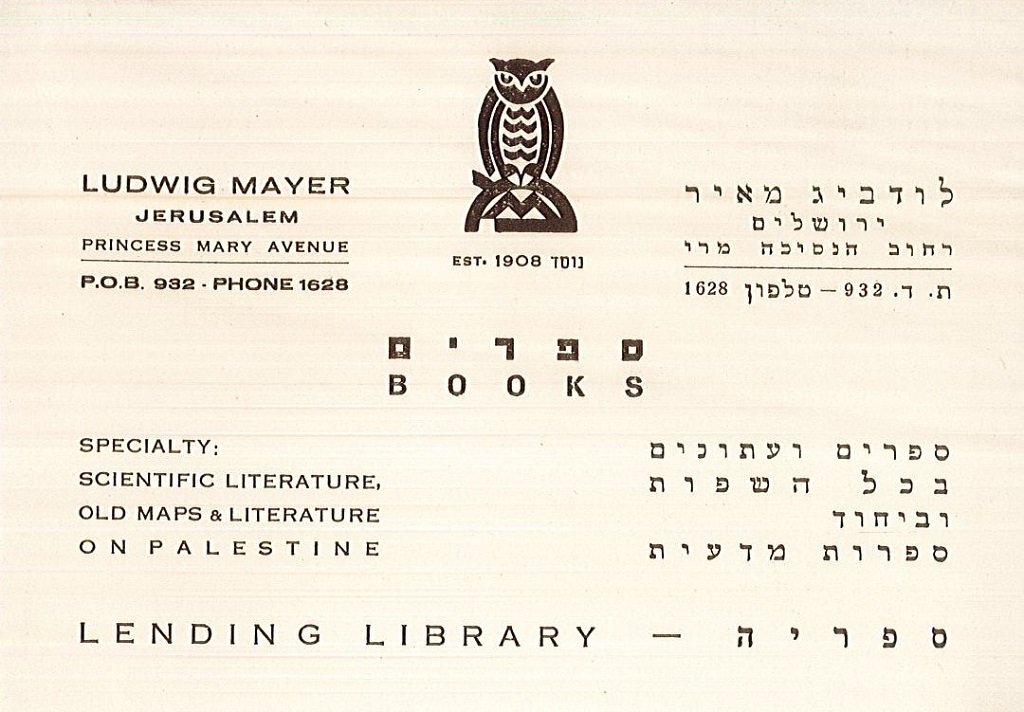 LUDWIG MAYER
JERUSALEM
PRINCESS MARY AVENUE
P.O.B. 932 · PHONE 1628
EST. 1908 נוסד
לודביג מאיר
ירושלים
רחוב הנסיכה מרי
ת. ד. 932 — טלפון 1628
ספרים
BOOKS
SPECIALTY:
SCIENTIFIC LITERATURE,
OLD MAPS & LITERATURE
ON PALESTINE
ספרים ועתונים
בכל השפות
וביחוד
ספרות מדעית
LENDING LIBRARY — ספריה